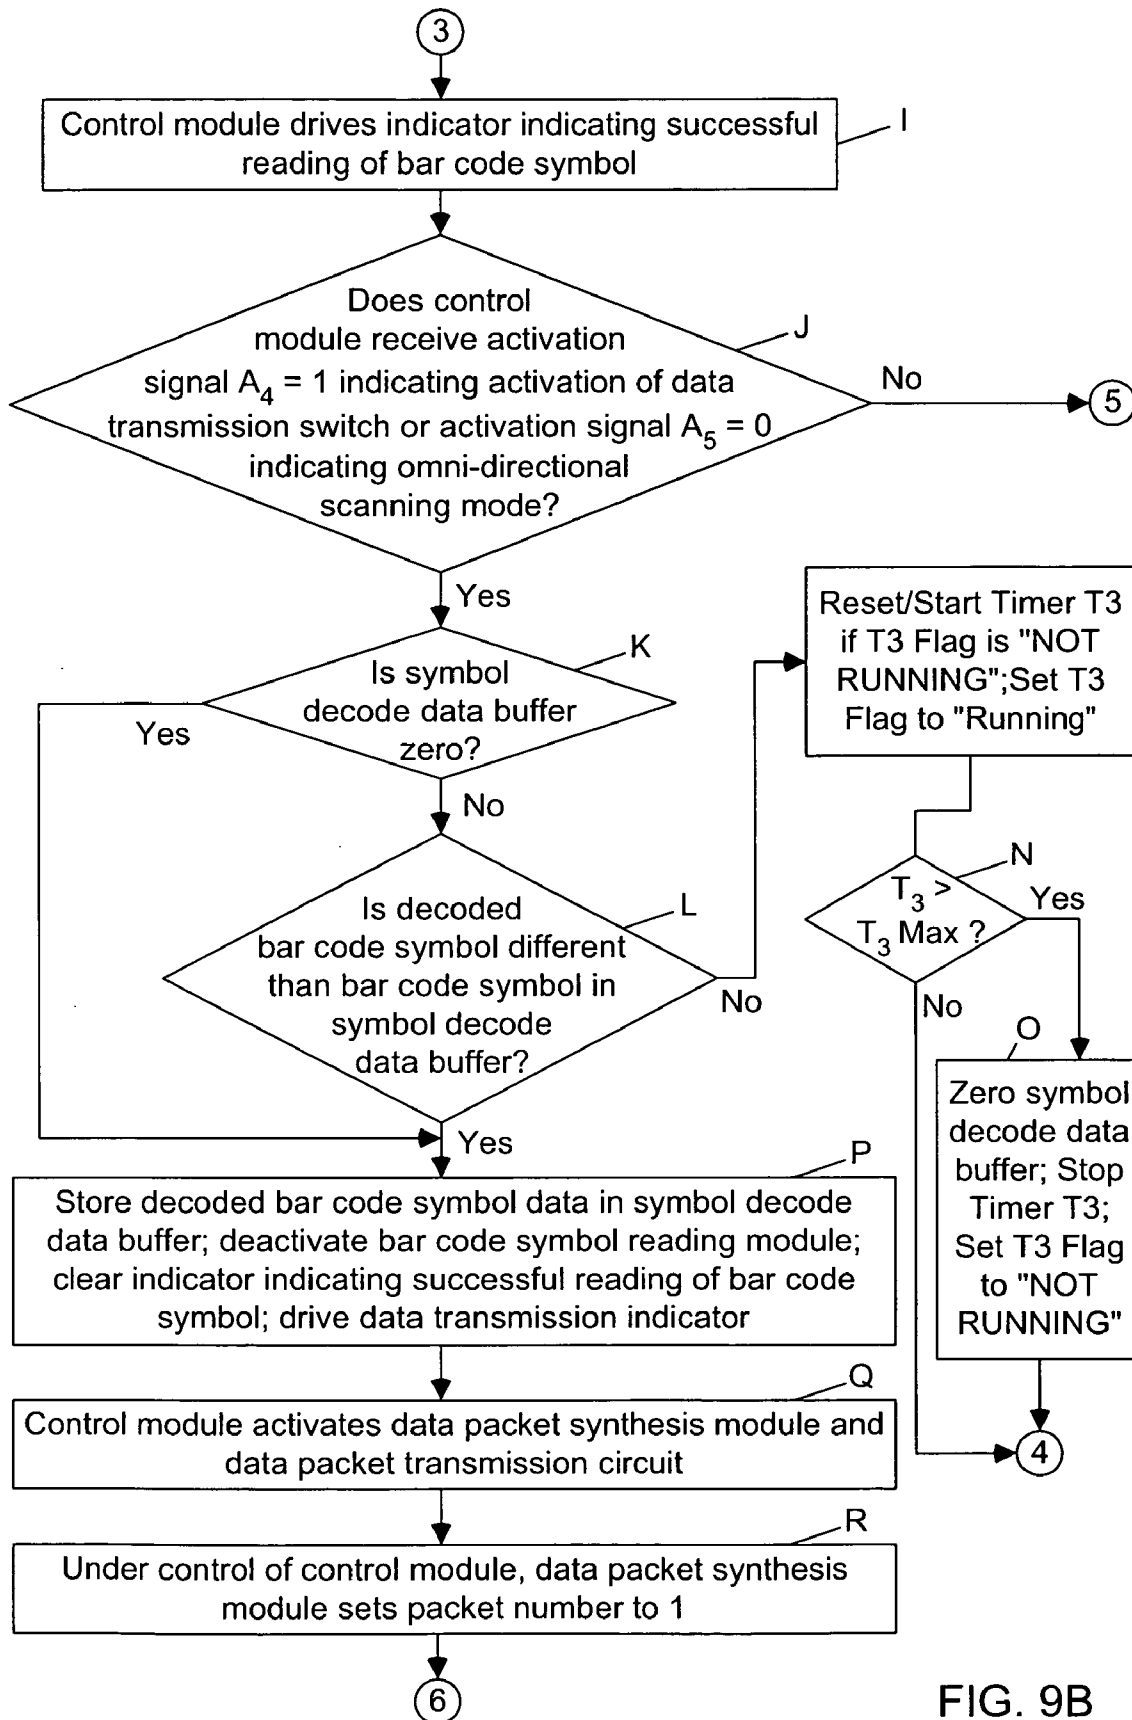 3
Control module drives indicator indicating successful
reading of bar code symbol
I
Does control
module receive activation
signal A4 = 1 indicating activation of data
transmission switch or activation signal A5 = 0
indicating omni-directional
scanning mode?
J
No
5
Yes
Is symbol
decode data buffer
zero?
K
Yes
No
Is decoded
bar code symbol different
than bar code symbol in
symbol decode
data buffer?
L
No
Yes
Reset/Start Timer T3
if T3 Flag is "NOT
RUNNING";Set T3
Flag to "Running"
T3 >
T3 Max ?
N
Yes
No
O
Zero symbol
decode data
buffer; Stop
Timer T3;
Set T3 Flag
to "NOT
RUNNING"
4
P
Store decoded bar code symbol data in symbol decode
data buffer; deactivate bar code symbol reading module;
clear indicator indicating successful reading of bar code
symbol; drive data transmission indicator
Q
Control module activates data packet synthesis module and
data packet transmission circuit
R
Under control of control module, data packet synthesis
module sets packet number to 1
6
FIG. 9B